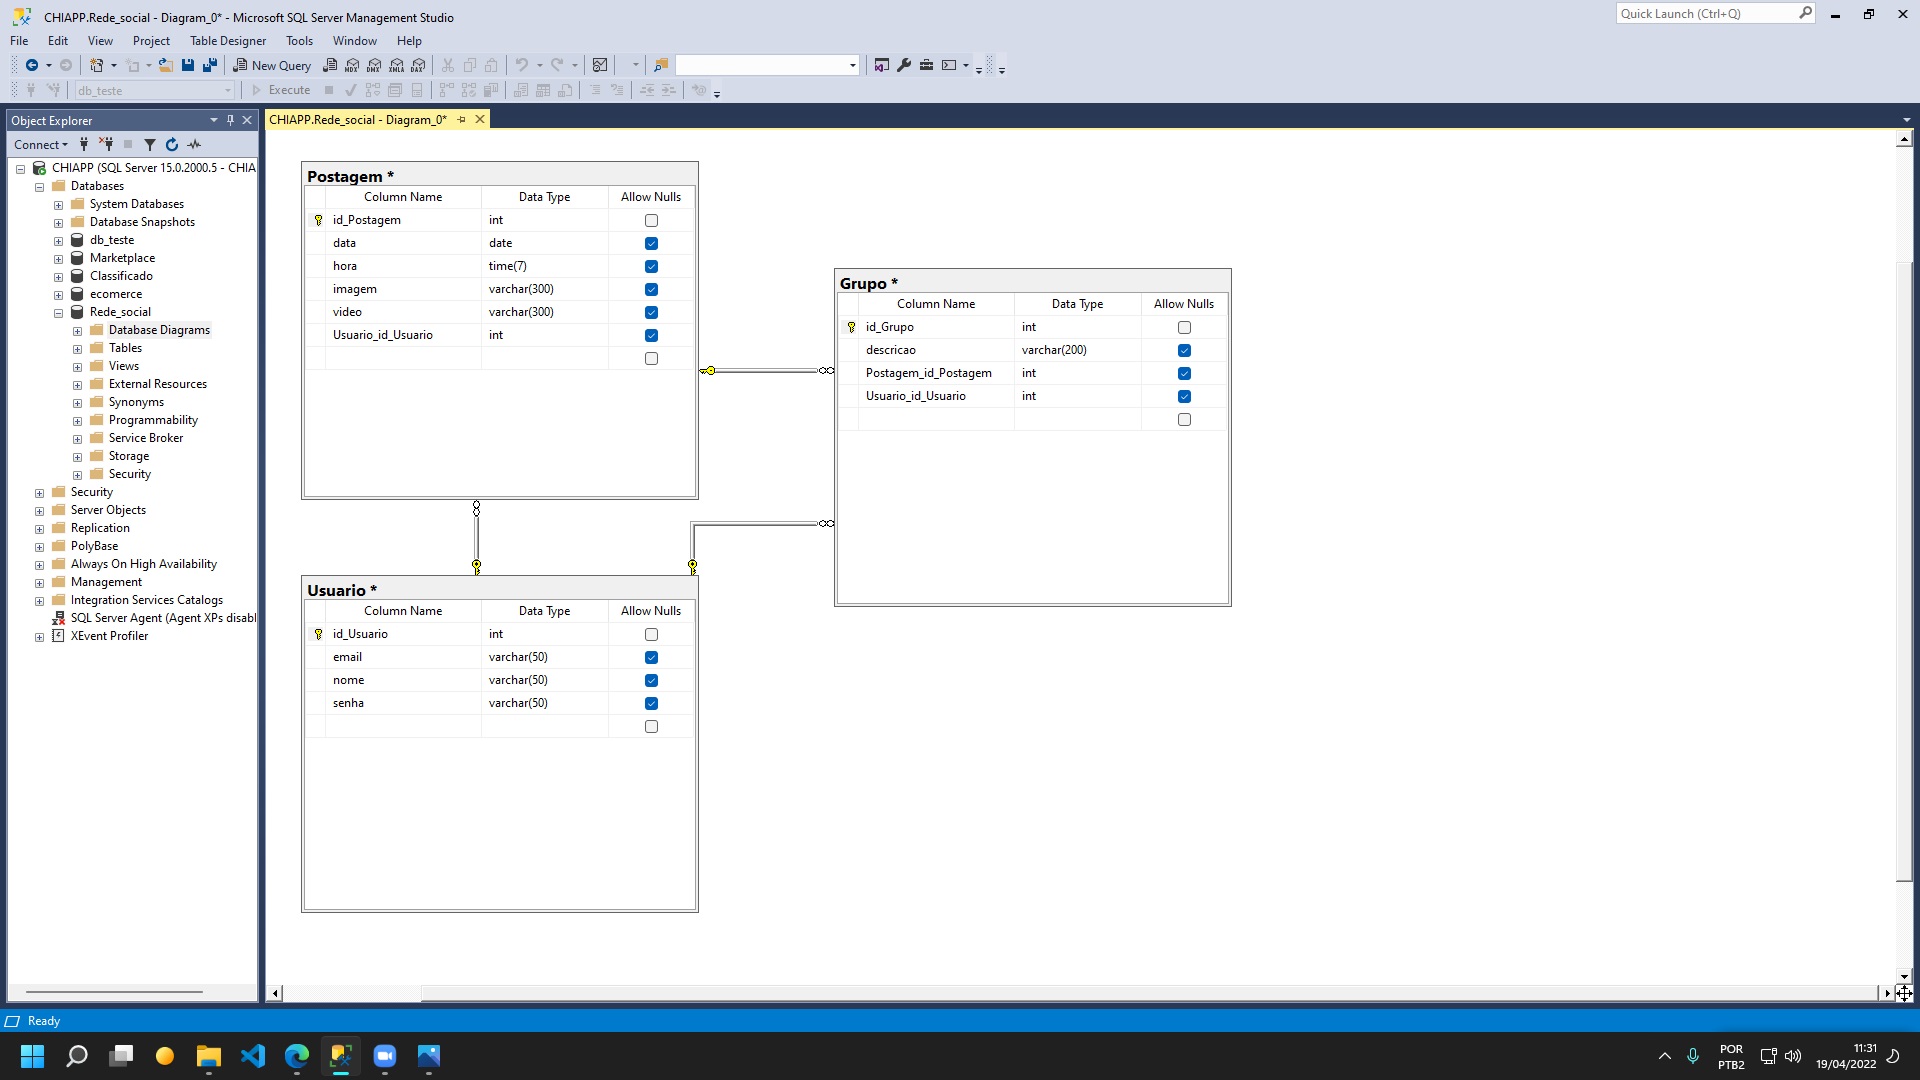 CHIAPP.Rede_social - Diagram_0* - Microsoft SQL Server Management Studio
Quick Launch (Ctrl+Q)
File Edit View Project Table Designer Tools Window Help
New Query MDX DMX XMLA DAX
db_teste Execute
Object Explorer
CHIAPP.Rede_social - Diagram_0*
Connect
CHIAPP (SQL Server 15.0.2000.5 - CHIA
Databases
System Databases
Database Snapshots
db_teste
Marketplace
Classificado
ecomerce
Rede_social
Database Diagrams
Tables
Views
External Resources
Synonyms
Programmability
Service Broker
Storage
Security
Security
Server Objects
Replication
PolyBase
Always On High Availability
Management
Integration Services Catalogs
SQL Server Agent (Agent XPs disabl
XEvent Profiler
Postagem *
Column Name Data Type Allow Nulls
id_Postagem int
data date
hora time(7)
imagem varchar(300)
video varchar(300)
Usuario_id_Usuario int
Grupo *
Column Name Data Type Allow Nulls
id_Grupo int
descricao varchar(200)
Postagem_id_Postagem int
Usuario_id_Usuario int
Usuario *
Column Name Data Type Allow Nulls
id_Usuario int
email varchar(50)
nome varchar(50)
senha varchar(50)
Ready
POR
PTB2
11:31
19/04/2022